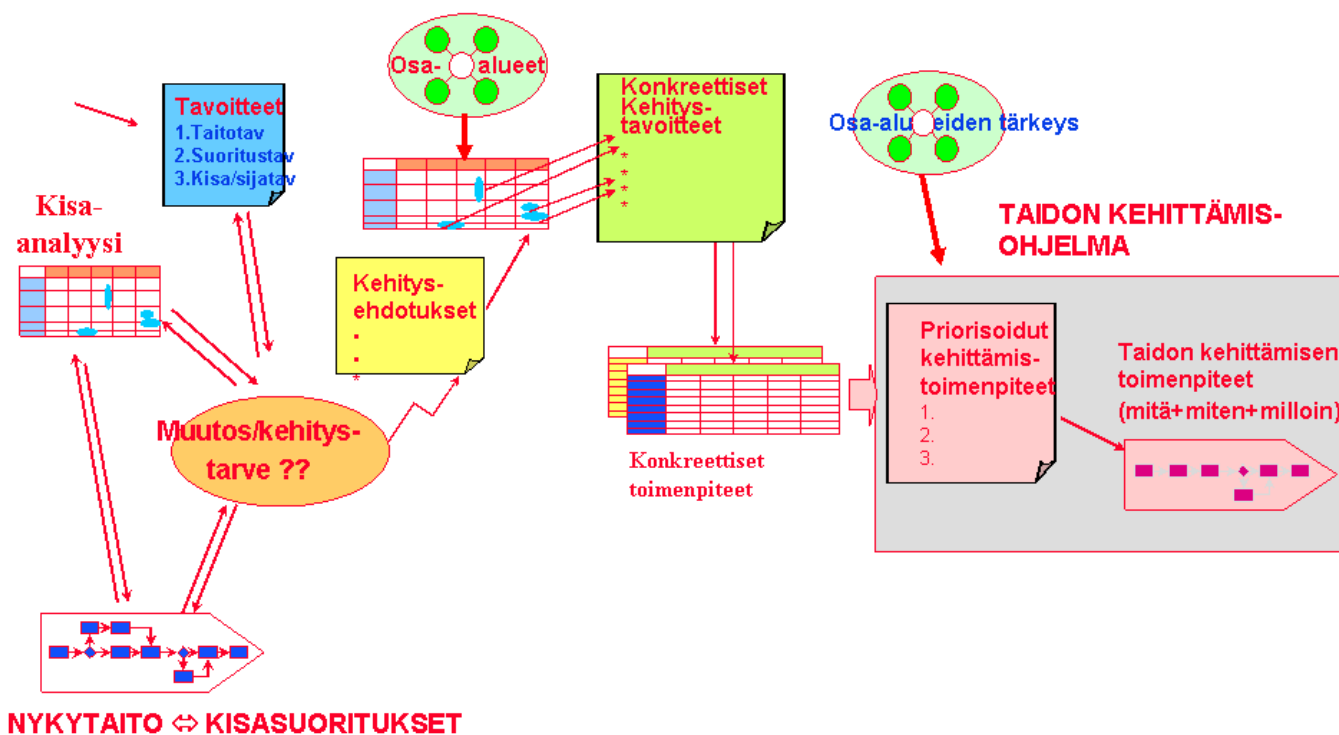 Osa- alueet
Tavoitteet
1.Taitotav
2.Suoritustav
3.Kisa/sijatav
Konkreettiset
Kehitys-
tavoitteet
*
*
*
*
Osa-alueiden tärkeys
Kisa-
analyysi
TAIDON KEHITTÄMIS-
OHJELMA
Kehitys-
ehdotukset
.
.
*
Priorisoidut
kehittämis-
toimenpiteet
1.
2.
3.
Taidon kehittämisen
toimenpiteet
(mitä+miten+milloin)
Muutos/kehitys-
tarve ??
Konkreettiset
toimenpiteet
NYKYTAITO ⇔ KISASUORITUKSET